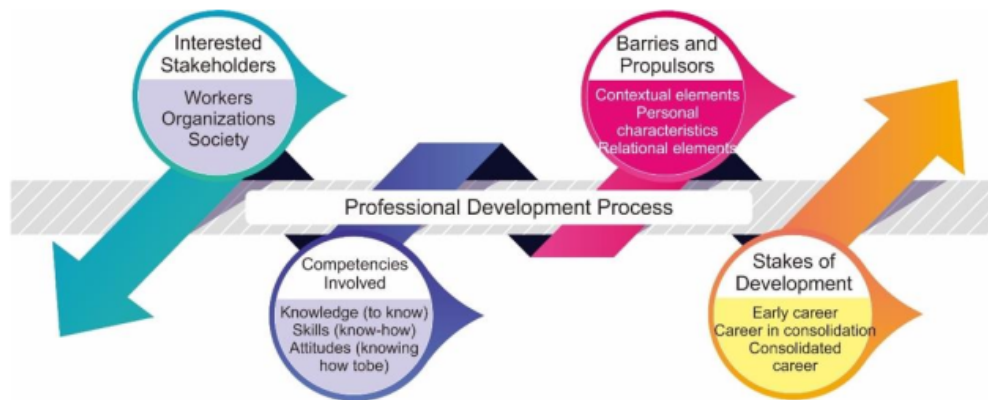 Interested
Stakeholders
Workers
Organizations
Society
Barries and
Propulsors
Contextual elements
Personal
characteristics
Relational elements
Professional Development Process
Competencies
Involved
Knowledge (to know)
Skills (know-how)
Attitudes (knowing
how tobe)
Stakes of
Development
Early career
Career in consolidation
Consolidated
career